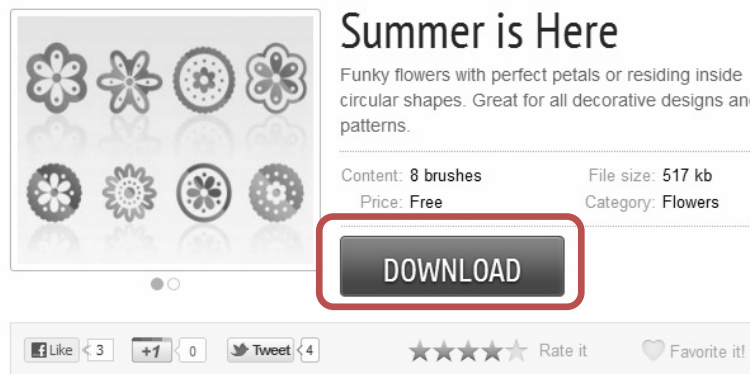 Summer is Here
Funky flowers with perfect petals or residing inside
circular shapes. Great for all decorative designs an
patterns.
Content: 8 brushes File size: 517 kb
Price: Free Category: Flowers
DOWNLOAD
Like 3 +1 0 Tweet 4 Rate it Favorite it!